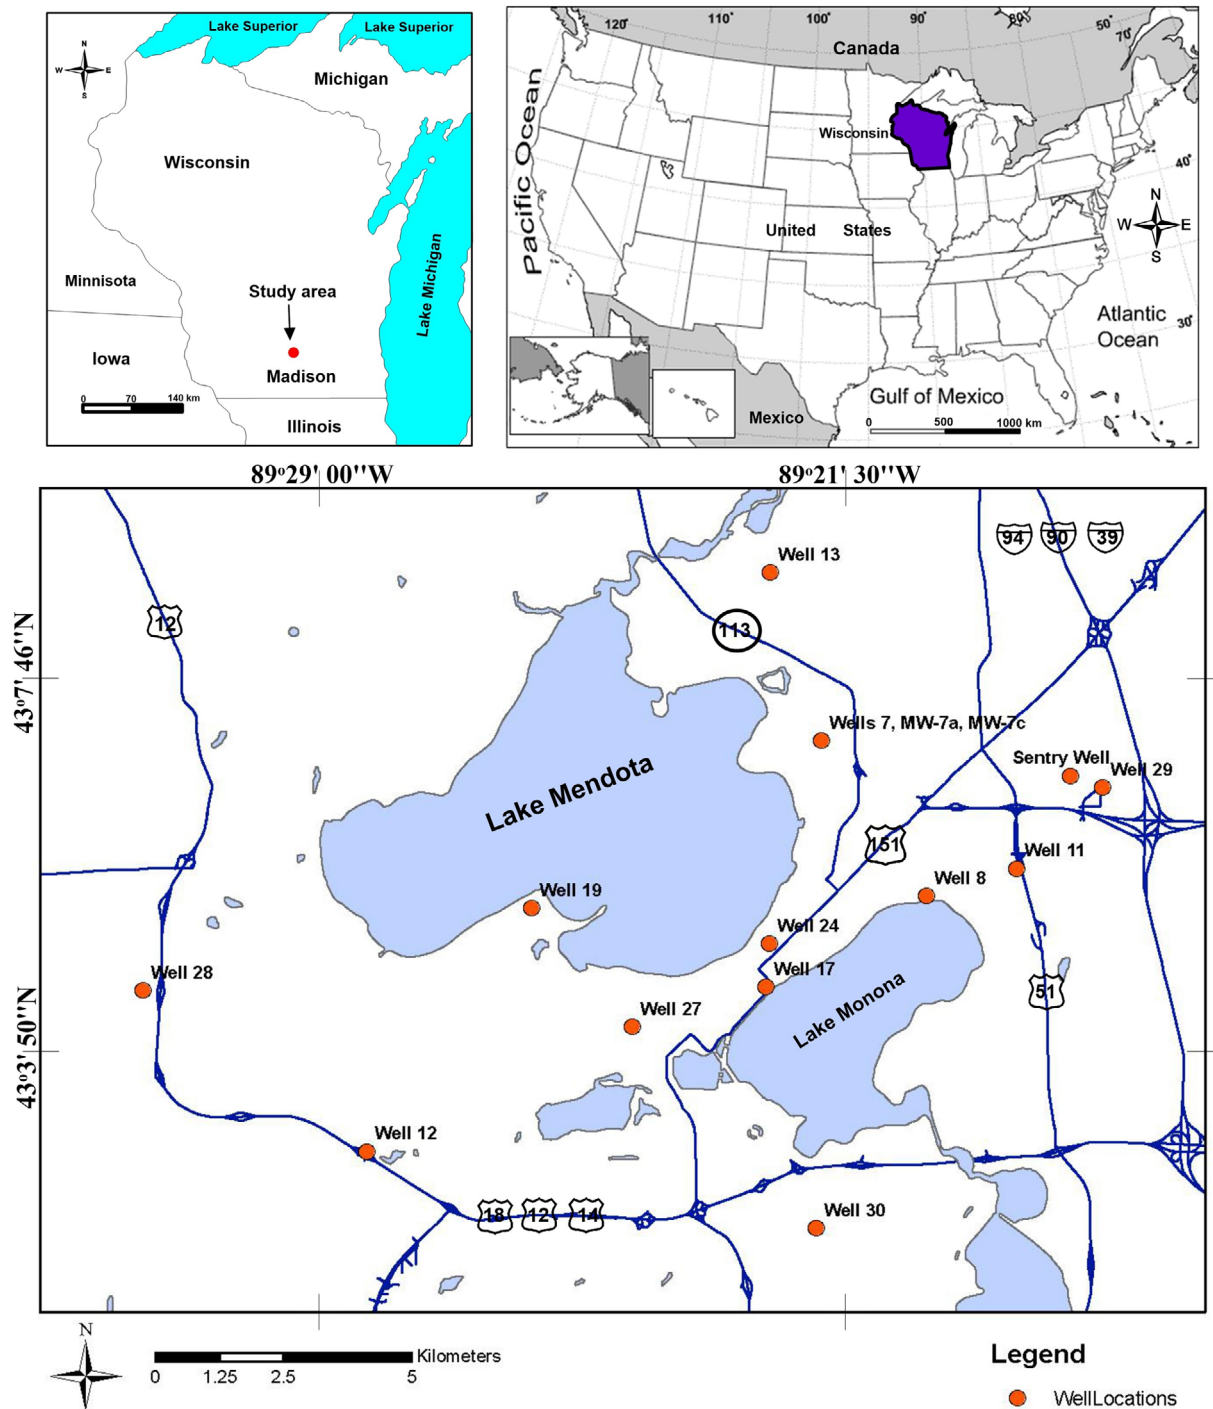 Lake Superior
Lake Superior
N
W E
S
Michigan
Wisconsin
Minnisota
Lake Michigan
Study area
Iowa
Madison
0 70 140 km
Illinois
120° 110° 100° 90° 80° 50°
70°
Canada
Pacific Ocean
Wisconsin
40°
N
W E
S
United States
Atlantic
Ocean
30°
Gulf of Mexico
Mexico
0 500 1000 km
89°29' 00"W
89°21' 30"W
43°7' 46"N
43°3' 50"N
94 90 39
Well 13
12
113
Wells 7, MW-7a, MW-7c
Sentry Well
Well 29
Lake Mendota
151
Well 11
Well 8
Well 19
Well 24
Well 28
Well 17
51
Lake Monona
Well 27
Well 12
18 12 14
Well 30
N
Kilometers
0 1.25 2.5 5
Legend
WellLocations